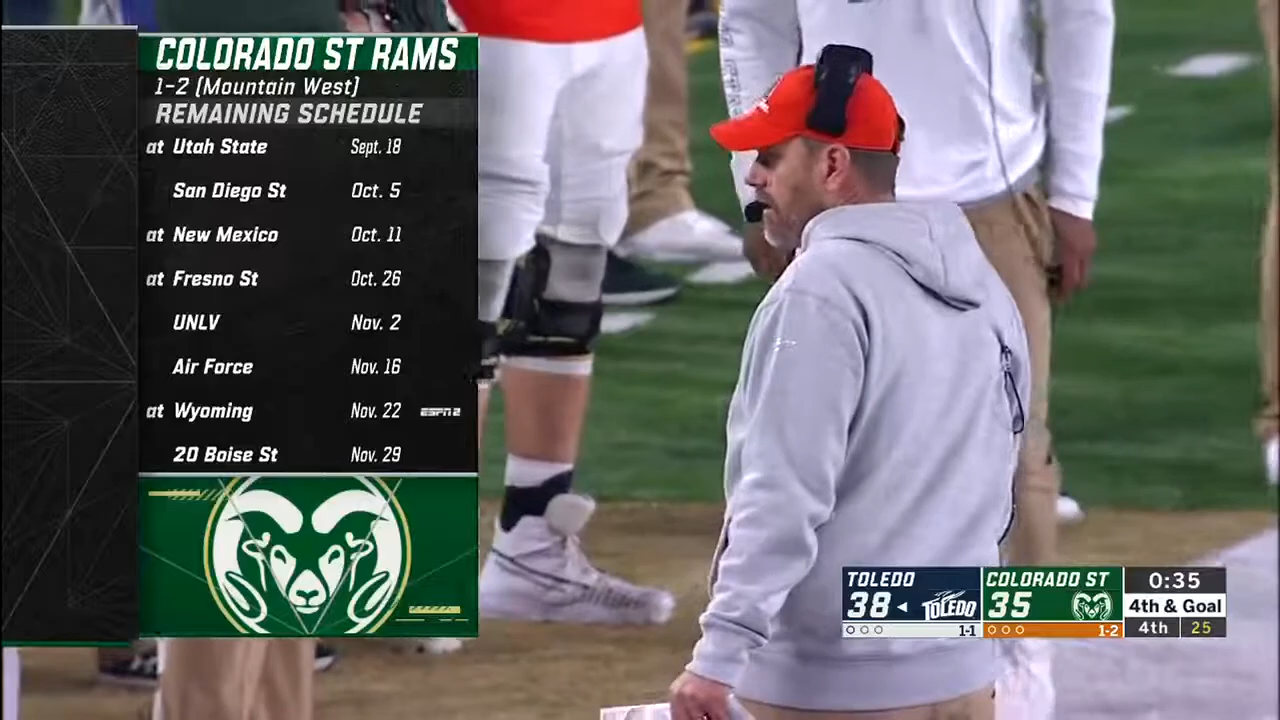 COLORADO ST RAMS
1-2 (Mountain West)
REMAINING SCHEDULE
at Utah State Sept. 18
San Diego St Oct. 5
at New Mexico Oct. 11
at Fresno St Oct. 26
UNLV Nov. 2
Air Force Nov. 16
at Wyoming Nov. 22 ESPN2
20 Boise St Nov. 29
TOLEDO COLORADO ST 0:35
38 TOLEDO 35 4th & Goal
1-1 1-2 4th 25